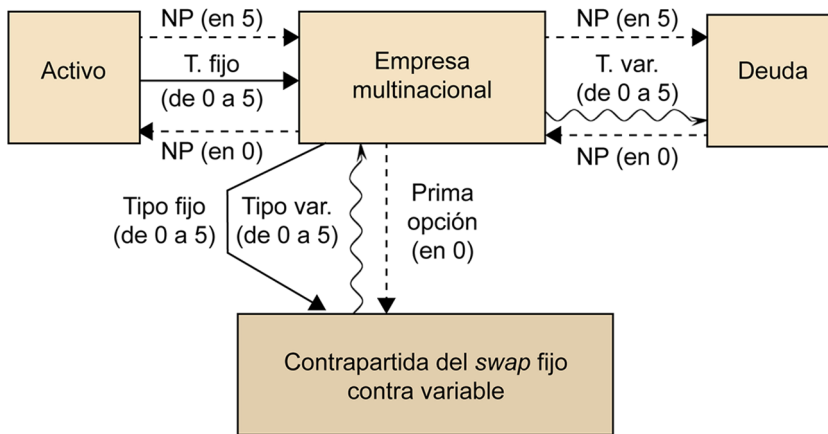 NP (en 5)
Activo
T. fijo
(de 0 a 5)
NP (en 0)
Empresa
multinacional
NP (en 5)
T. var.
(de 0 a 5)
NP (en 0)
Deuda
Tipo fijo
(de 0 a 5)
Tipo var.
(de 0 a 5)
Prima
opción
(en 0)
Contrapartida del swap fijo
contra variable